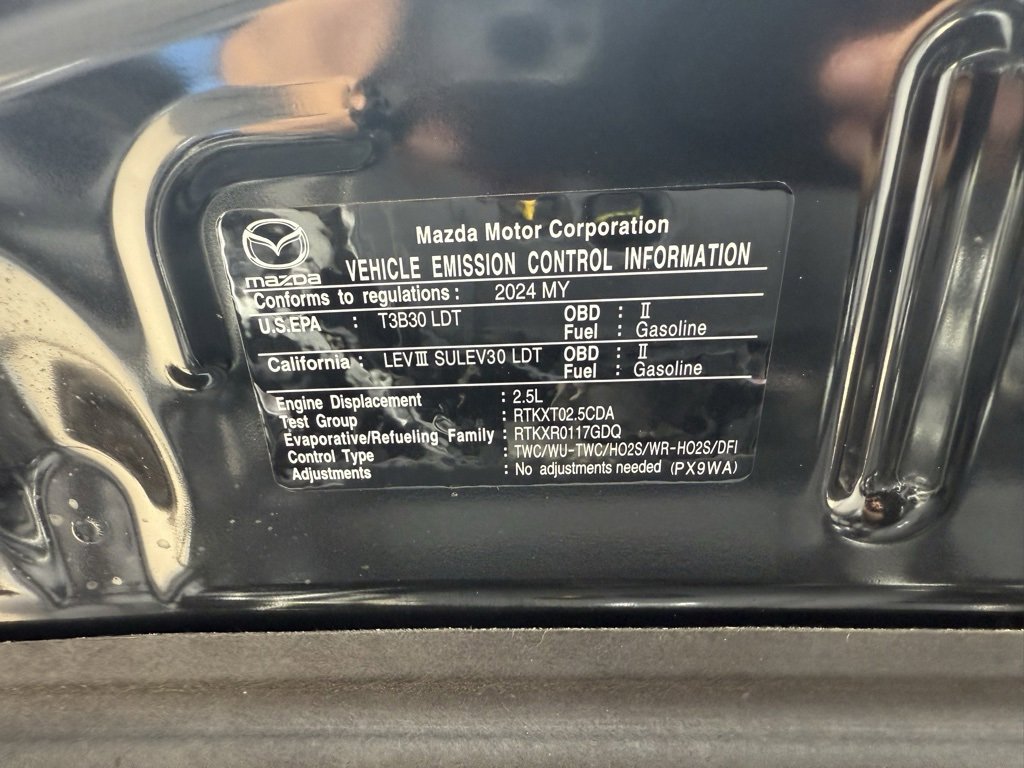 Mazda Motor Corporation
mazda VEHICLE EMISSION CONTROL INFORMATION
Conforms to regulations : 2024 MY
U.S.EPA : T3B30 LDT OBD : Ⅱ
Fuel : Gasoline
California : LEVⅢ SULEV30 LDT OBD : Ⅱ
Fuel : Gasoline
Engine Displacement : 2.5L
Test Group : RTKXT02.5CDA
Evaporative/Refueling Family : RTKXR0117GDQ
Control Type : TWC/WU-TWC/HO2S/WR-HO2S/DFI
Adjustments : No adjustments needed (PX9WA)